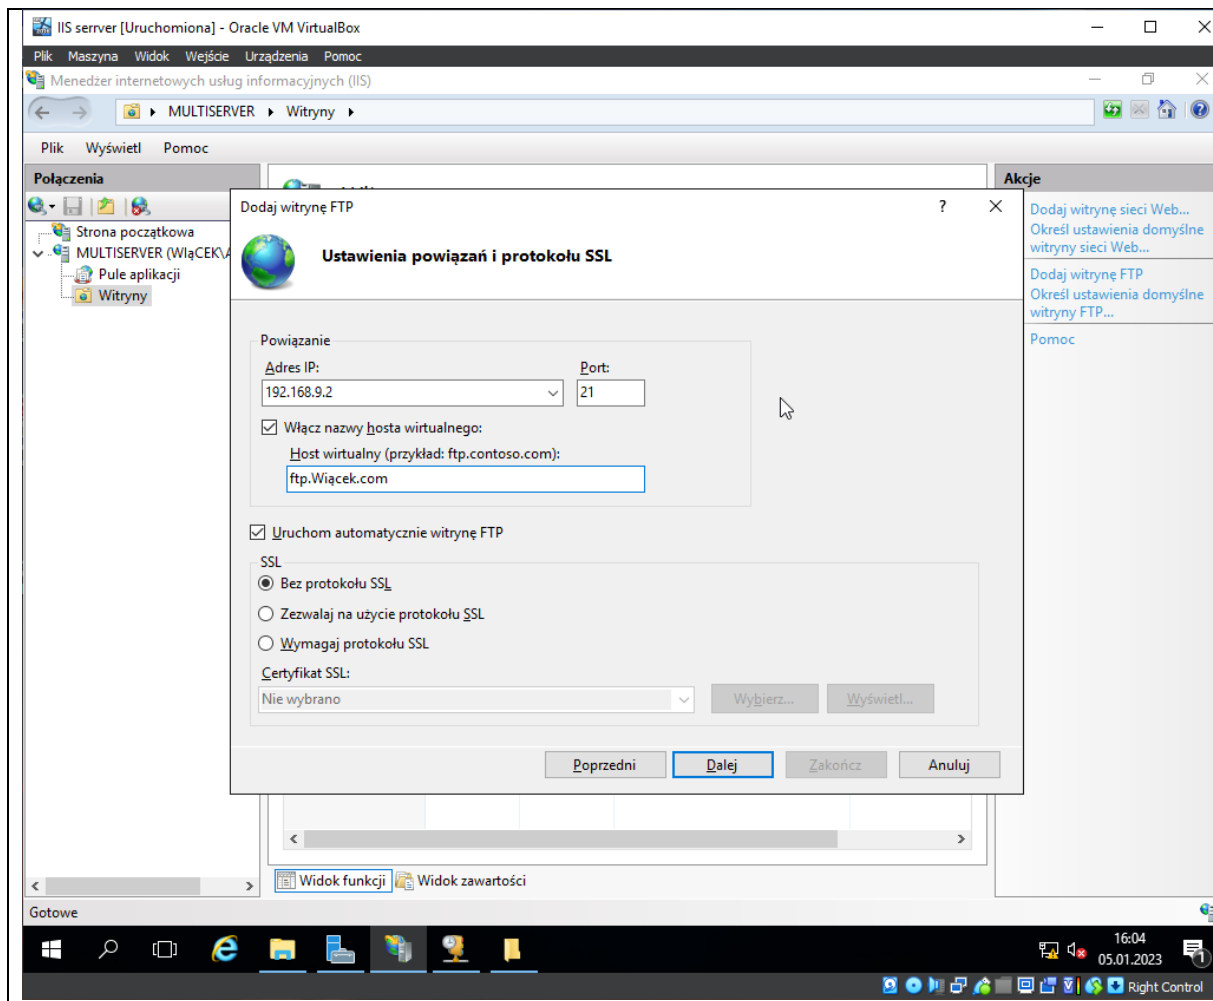 IIS serrver [Uruchomiona] - Oracle VM VirtualBox
Plik Maszyna Widok Wejście Urządzenia Pomoc
Menedżer internetowych usług informacyjnych (IIS)
MULTISERVER Witryny
Plik Wyświetl Pomoc
Połączenia
Strona początkowa
MULTISERVER (WIąCEK\A
Pule aplikacji
Witryny
Dodaj witrynę FTP
?
Ustawienia powiązań i protokołu SSL
Powiązanie
Adres IP: Port:
192.168.9.2 21
Włącz nazwy hosta wirtualnego:
Host wirtualny (przykład: ftp.contoso.com):
ftp.Wiącek.com
Uruchom automatycznie witrynę FTP
SSL
Bez protokołu SSL
Zezwalaj na użycie protokołu SSL
Wymagaj protokołu SSL
Certyfikat SSL:
Nie wybrano Wybierz... Wyświetl...
Poprzedni Dalej Zakończ Anuluj
Akcje
Dodaj witrynę sieci Web...
Określ ustawienia domyślne
witryny sieci Web...
Dodaj witrynę FTP
Określ ustawienia domyślne
witryny FTP...
Pomoc
Widok funkcji Widok zawartości
Gotowe
16:04
05.01.2023
1
Right Control